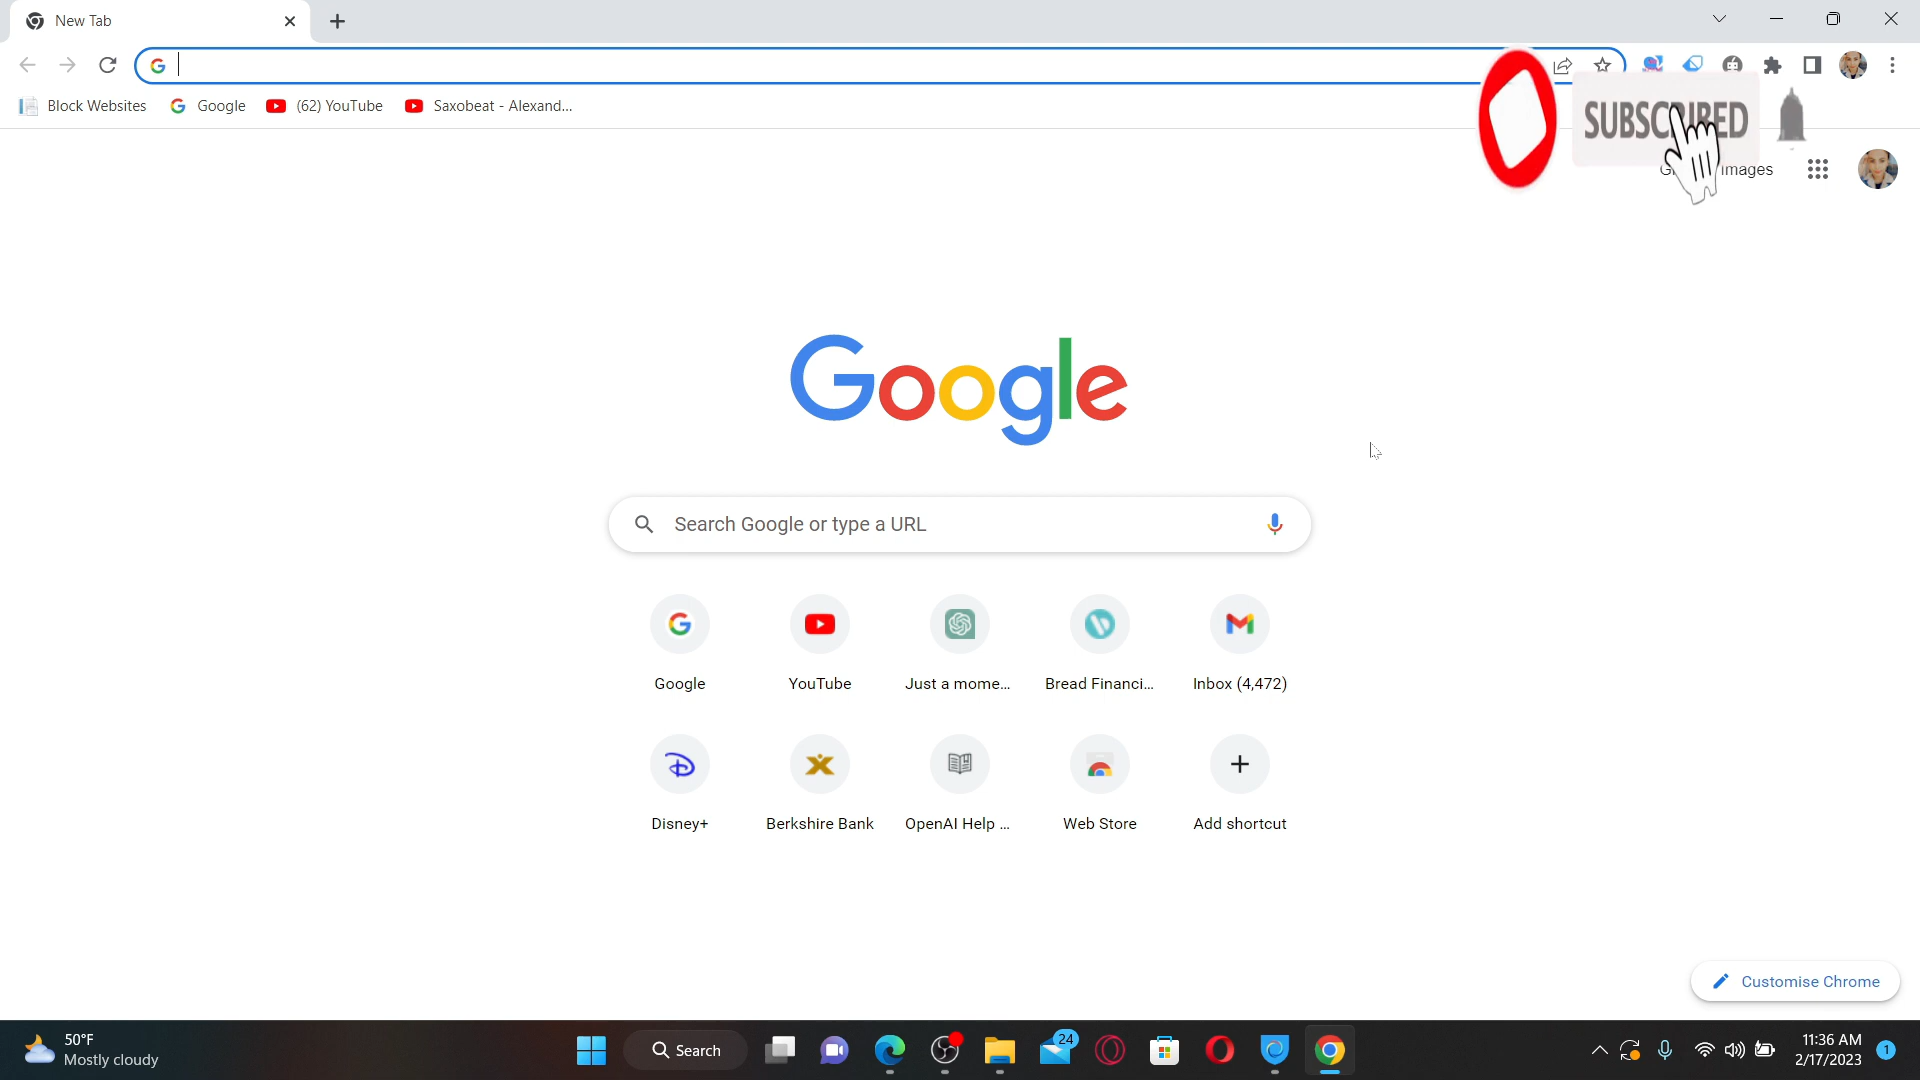 New Tab
Block Websites
Google
(62) YouTube
Saxobeat - Alexand...
SUBSCRIBED
Images
Google
Search Google or type a URL
Google
YouTube
Just a mome...
Bread Financi...
Inbox (4,472)
Disney+
Berkshire Bank
OpenAI Help ...
Web Store
Add shortcut
Customise Chrome
50°F
Mostly cloudy
Search
24
11:36 AM
2/17/2023
1